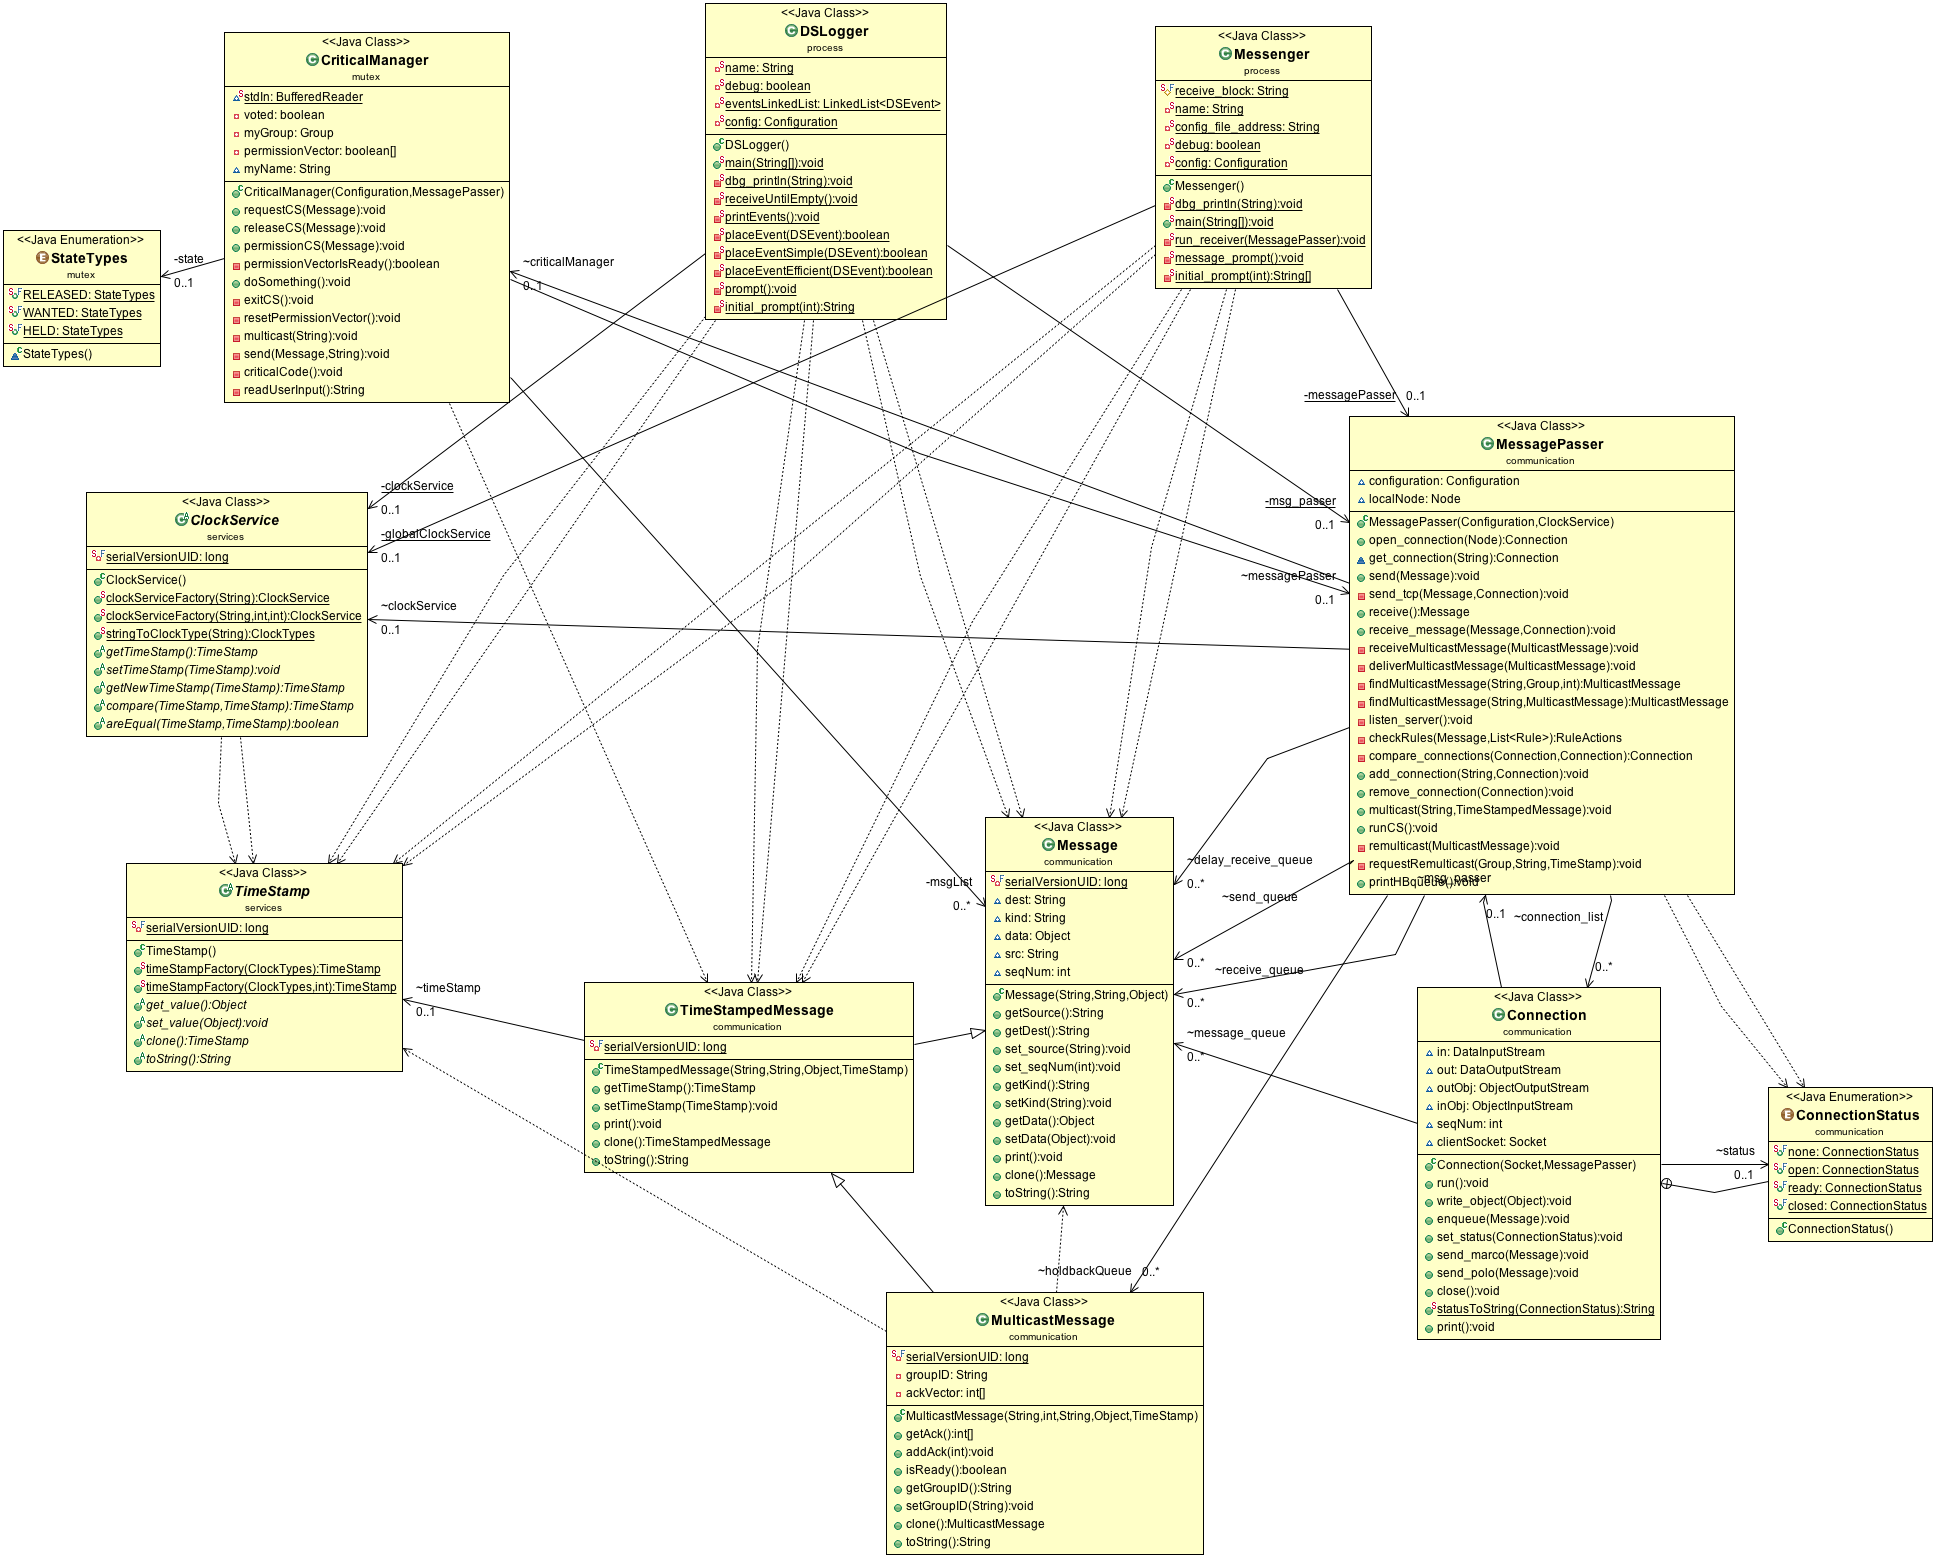 <<Java Class>>
CriticalManager
mutex
stdIn: BufferedReader
voted: boolean
myGroup: Group
permissionVector: boolean[]
myName: String
CriticalManager(Configuration,MessagePasser)
requestCS(Message):void
releaseCS(Message):void
permissionCS(Message):void
permissionVectorIsReady():boolean
doSomething():void
exitCS():void
resetPermissionVector():void
multicast(String):void
send(Message,String):void
criticalCode():void
readUserInput():String
<<Java Class>>
DSLogger
process
name: String
debug: boolean
eventsLinkedList: LinkedList<DSEvent>
config: Configuration
DSLogger()
main(String[]):void
dbg_println(String):void
receiveUntilEmpty():void
printEvents():void
placeEvent(DSEvent):boolean
placeEventSimple(DSEvent):boolean
placeEventEfficient(DSEvent):boolean
prompt():void
initial_prompt(int):String
<<Java Class>>
Messenger
process
receive_block: String
name: String
config_file_address: String
debug: boolean
config: Configuration
Messenger()
dbg_println(String):void
main(String[]):void
run_receiver(MessagePasser):void
message_prompt():void
initial_prompt(int):String[]
<<Java Enumeration>>
StateTypes
mutex
RELEASED: StateTypes
WANTED: StateTypes
HELD: StateTypes
StateTypes()
-state
0..1
~criticalManager
0..1
-messagePasser
0..1
<<Java Class>>
MessagePasser
communication
configuration: Configuration
localNode: Node
MessagePasser(Configuration,ClockService)
open_connection(Node):Connection
get_connection(String):Connection
send(Message):void
send_tcp(Message,Connection):void
receive():Message
receive_message(Message,Connection):void
receiveMulticastMessage(MulticastMessage):void
deliverMulticastMessage(MulticastMessage):void
findMulticastMessage(String,Group,int):MulticastMessage
findMulticastMessage(String,MulticastMessage):MulticastMessage
listen_server():void
checkRules(Message,List<Rule>):RuleActions
compare_connections(Connection,Connection):Connection
add_connection(String,Connection):void
remove_connection(Connection):void
multicast(String,TimeStampedMessage):void
runCS():void
remulticast(MulticastMessage):void
requestRemulticast(Group,String,TimeStamp):void
printHBqueue():void
~msg_passer
0..1
-clockService
0..1
-globalClockService
0..1
~clockService
0..1
-msg_passer
0..1
~messagePasser
0..1
<<Java Class>>
ClockService
services
serialVersionUID: long
ClockService()
clockServiceFactory(String):ClockService
clockServiceFactory(String,int,int):ClockService
stringToClockType(String):ClockTypes
getTimeStamp():TimeStamp
setTimeStamp(TimeStamp):void
getNewTimeStamp(TimeStamp):TimeStamp
compare(TimeStamp,TimeStamp):TimeStamp
areEqual(TimeStamp,TimeStamp):boolean
<<Java Class>>
TimeStamp
services
serialVersionUID: long
TimeStamp()
timeStampFactory(ClockTypes):TimeStamp
timeStampFactory(ClockTypes,int):TimeStamp
get_value():Object
set_value(Object):void
clone():TimeStamp
toString():String
~timeStamp
0..1
<<Java Class>>
TimeStampedMessage
communication
serialVersionUID: long
TimeStampedMessage(String,String,Object,TimeStamp)
getTimeStamp():TimeStamp
setTimeStamp(TimeStamp):void
print():void
clone():TimeStampedMessage
toString():String
-msgList
0..*
<<Java Class>>
Message
communication
serialVersionUID: long
dest: String
kind: String
data: Object
src: String
seqNum: int
Message(String,String,Object)
getSource():String
getDest():String
set_source(String):void
set_seqNum(int):void
getKind():String
setKind(String):void
getData():Object
setData(Object):void
print():void
clone():Message
toString():String
~delay_receive_queue
0..*
~send_queue
0..*
~receive_queue
0..*
~message_queue
0..*
~connection_list
0..*
<<Java Class>>
Connection
communication
in: DataInputStream
out: DataOutputStream
outObj: ObjectOutputStream
inObj: ObjectInputStream
seqNum: int
clientSocket: Socket
Connection(Socket,MessagePasser)
run():void
write_object(Object):void
enqueue(Message):void
set_status(ConnectionStatus):void
send_marco(Message):void
send_polo(Message):void
close():void
statusToString(ConnectionStatus):String
print():void
~status
0..1
<<Java Enumeration>>
ConnectionStatus
communication
none: ConnectionStatus
open: ConnectionStatus
ready: ConnectionStatus
closed: ConnectionStatus
ConnectionStatus()
~holdbackQueue
0..*
<<Java Class>>
MulticastMessage
communication
serialVersionUID: long
groupID: String
ackVector: int[]
MulticastMessage(String,int,String,Object,TimeStamp)
getAck():int[]
addAck(int):void
isReady():boolean
getGroupID():String
setGroupID(String):void
clone():MulticastMessage
toString():String